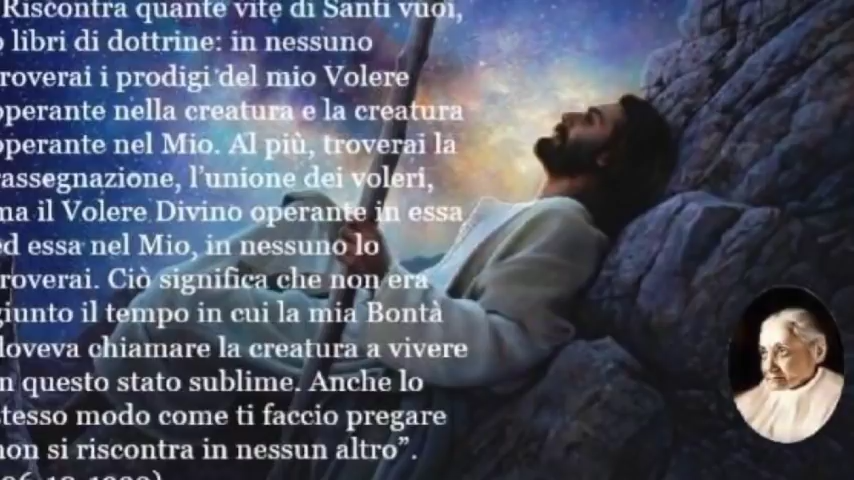 Riscontra quante vite di Santi vuoi,
o libri di dottrine: in nessuno
roverai i prodigi del mio Volere
operante nella creatura e la creatura
operante nel Mio. Al più, troverai la
rassegnazione, l'unione dei voleri,
ma il Volere Divino operante in essa
ed essa nel Mio, in nessuno lo
roverai. Ciò significa che non era
giunto il tempo in cui la mia Bontà
doveva chiamare la creatura a vivere
in questo stato sublime. Anche lo
stesso modo come ti faccio pregare
non si riscontra in nessun altro”.